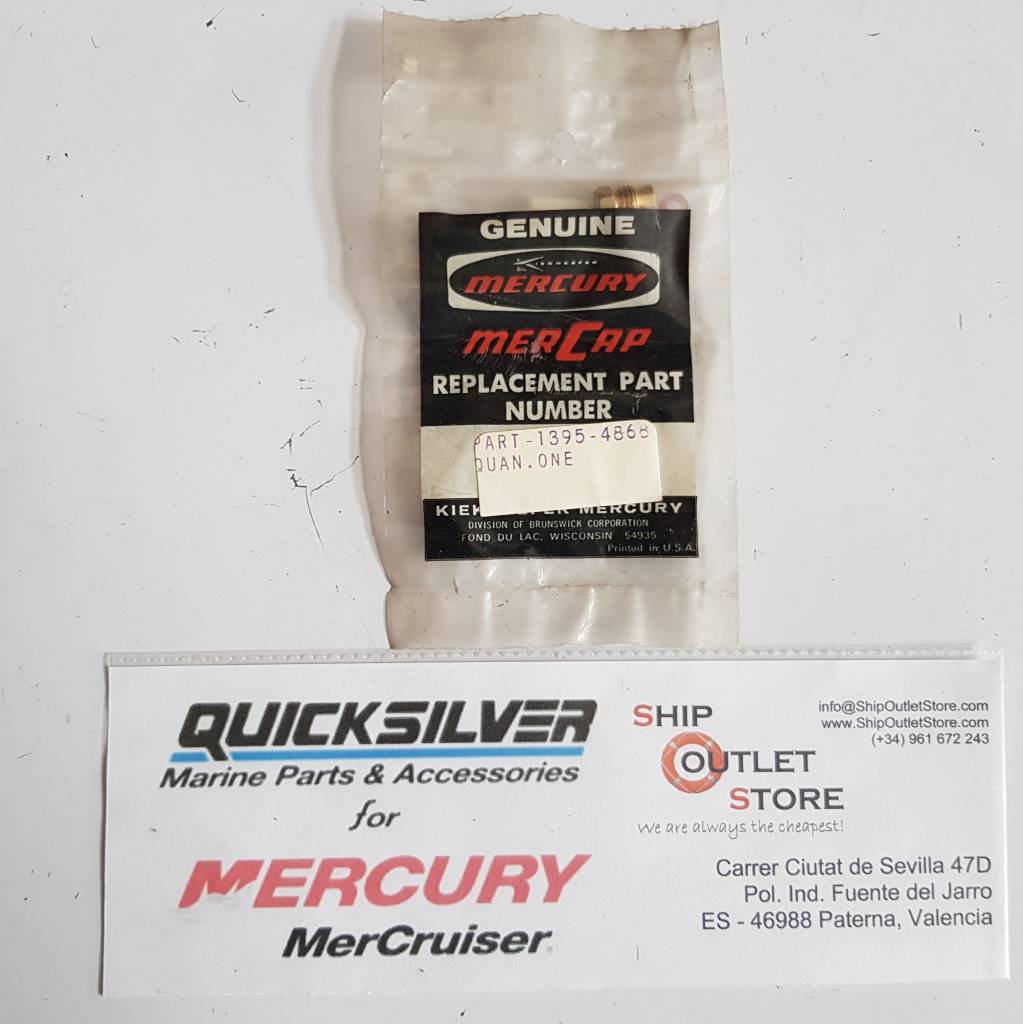 GENUINE
KIEKHAEFER
MERCURY
MERCAP
REPLACEMENT PART
NUMBER
PART-1395-4868
QUAN.ONE
MERCURY
DIVISION OF BRUNSWICK CORPORATION
FOND DU LAC, WISCONSIN 54935
Printed in U.S.A.
QUICKSILVER
Marine Parts & Accessories
for
MERCURY
MerCruiser
SHIP
OUTLET
STORE
We are always the cheapest!
info@ShipOutletStore.com
www.ShipOutletStore.com
(+34) 961 672 243
Carrer Ciutat de Sevilla 47D
Pol. Ind. Fuente del Jarro
ES - 46988 Paterna, Valencia